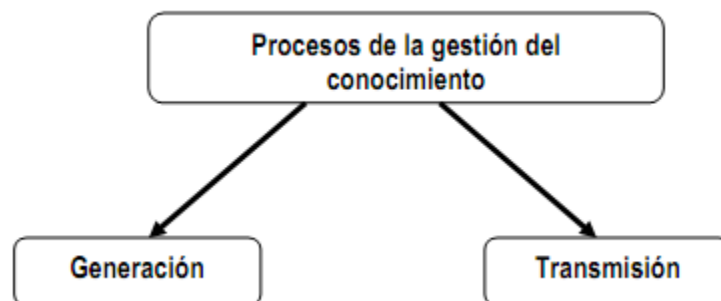 Procesos de la gestión del
conocimiento
Generación
Transmisión